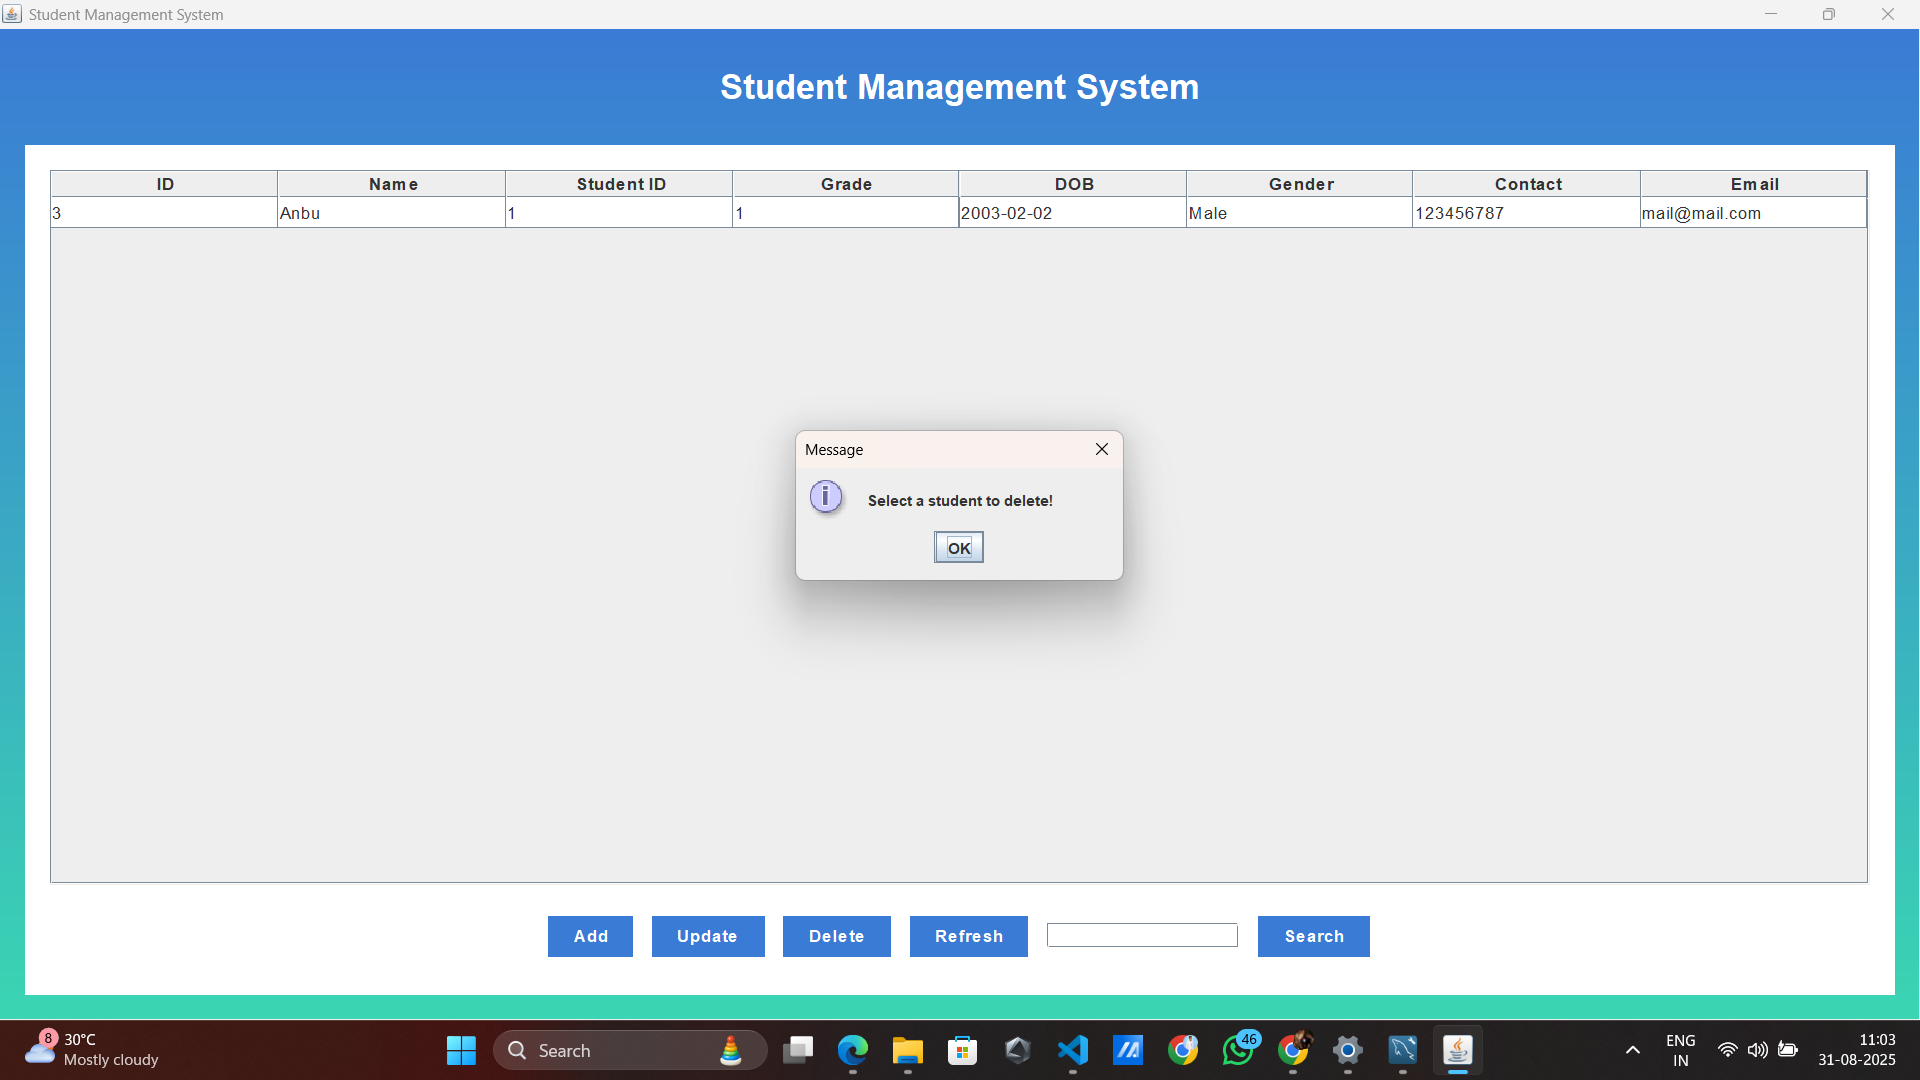 Student Management System
Student Management System
ID Name Student ID Grade DOB Gender Contact Email
3 Anbu 1 1 2003-02-02 Male 123456787 mail@mail.com
Message
i
Select a student to delete!
OK
Add Update Delete Refresh Search
8 30°C
Mostly cloudy
Search
46
ENG
IN
11:03
31-08-2025